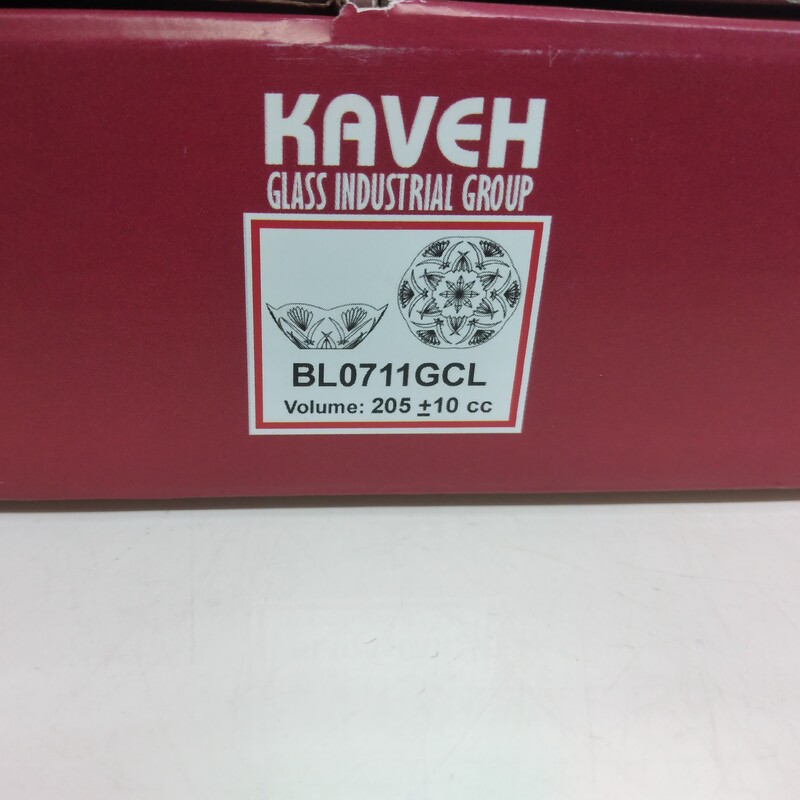 KAVEH
GLASS INDUSTRIAL GROUP
BL0711GCL
Volume: 205 ±10 cc